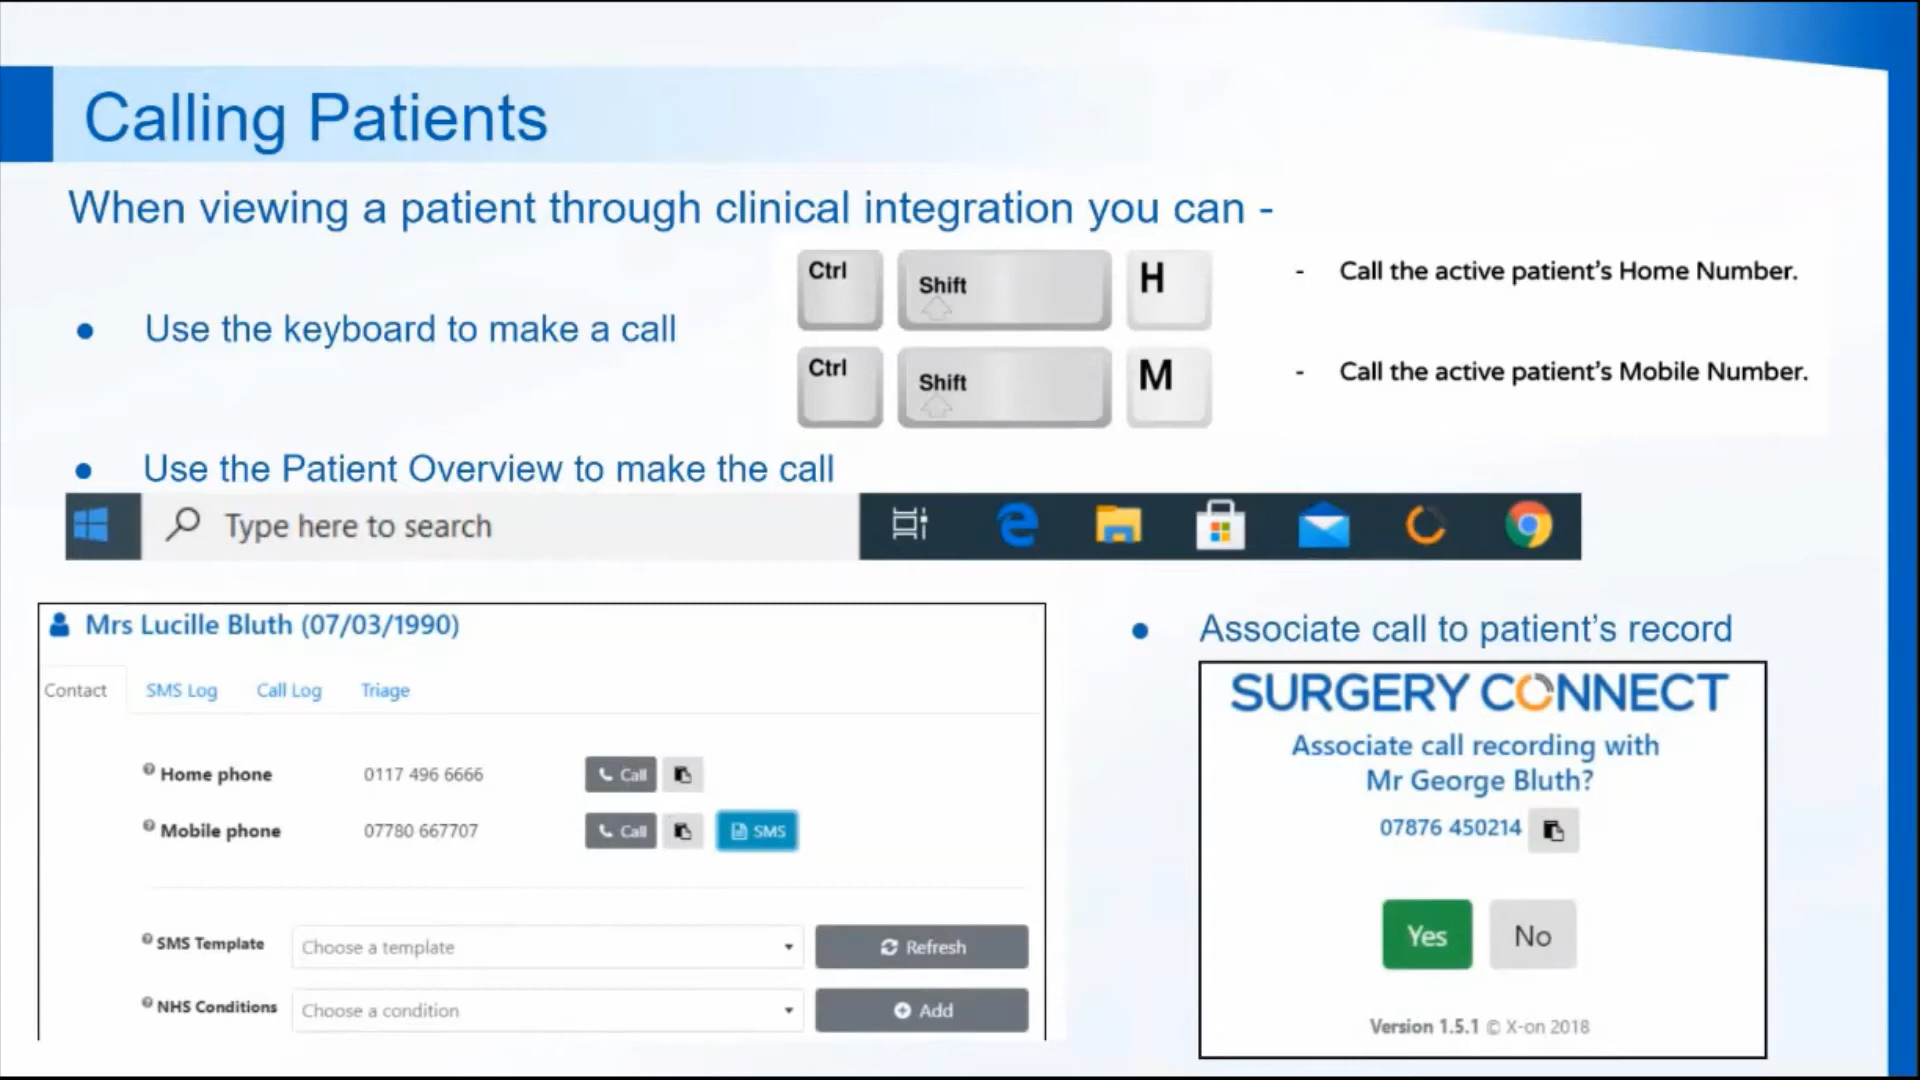 Calling Patients
When viewing a patient through clinical integration you can -
Ctrl Shift H - Call the active patient's Home Number.
● Use the keyboard to make a call
Ctrl Shift M - Call the active patient's Mobile Number.
● Use the Patient Overview to make the call
Type here to search
Mrs Lucille Bluth (07/03/1990)
Contact SMS Log Call Log Triage
Home phone 0117 496 6666 Call
Mobile phone 07780 667707 Call SMS
SMS Template Choose a template Refresh
NHS Conditions Choose a condition Add
● Associate call to patient's record
SURGERY CONNECT
Associate call recording with
Mr George Bluth?
07876 450214
Yes No
Version 1.5.1 © X-on 2018